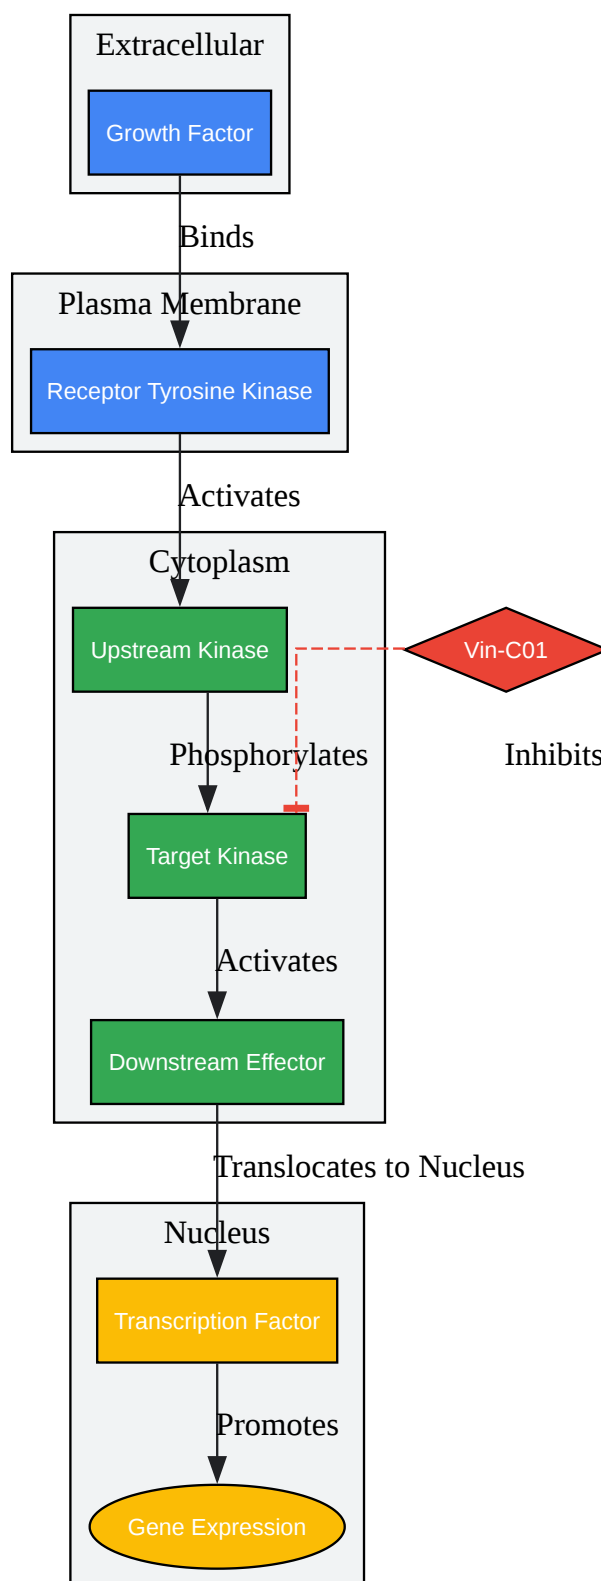 Extracellular
Growth Factor
Binds
Plasma Membrane
Receptor Tyrosine Kinase
Activates
Cytoplasm
Upstream Kinase
Vin-C01
Phosphorylates
Inhibits
Target Kinase
Activates
Downstream Effector
Translocates to Nucleus
Nucleus
Transcription Factor
Promotes
Gene Expression